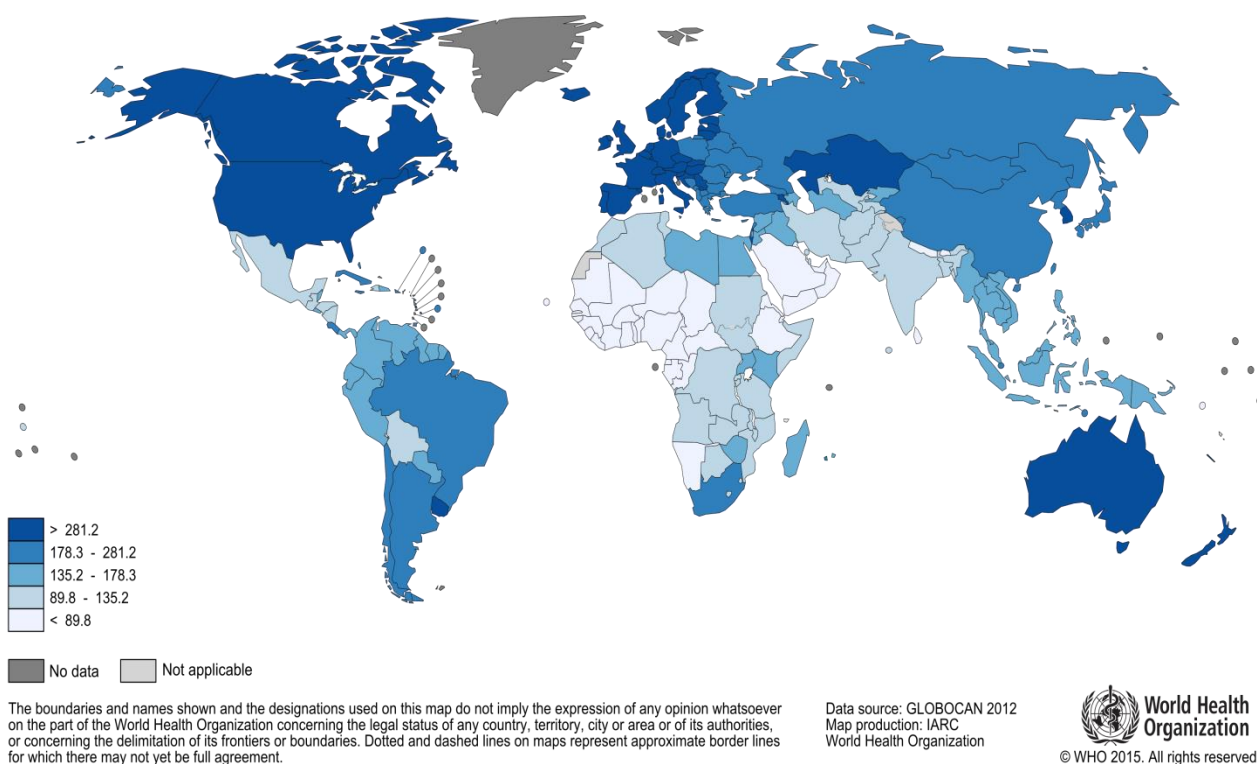 > 281.2
178.3 - 281.2
135.2 - 178.3
89.8 - 135.2
< 89.8
No data
Not applicable
The boundaries and names shown and the designations used on this map do not imply the expression of any opinion whatsoever
on the part of the World Health Organization concerning the legal status of any country, territory, city or area or of its authorities,
or concerning the delimitation of its frontiers or boundaries. Dotted and dashed lines on maps represent approximate border lines
for which there may not yet be full agreement.
Data source: GLOBOCAN 2012
Map production: IARC
World Health Organization
World Health
Organization
© WHO 2015. All rights reserved